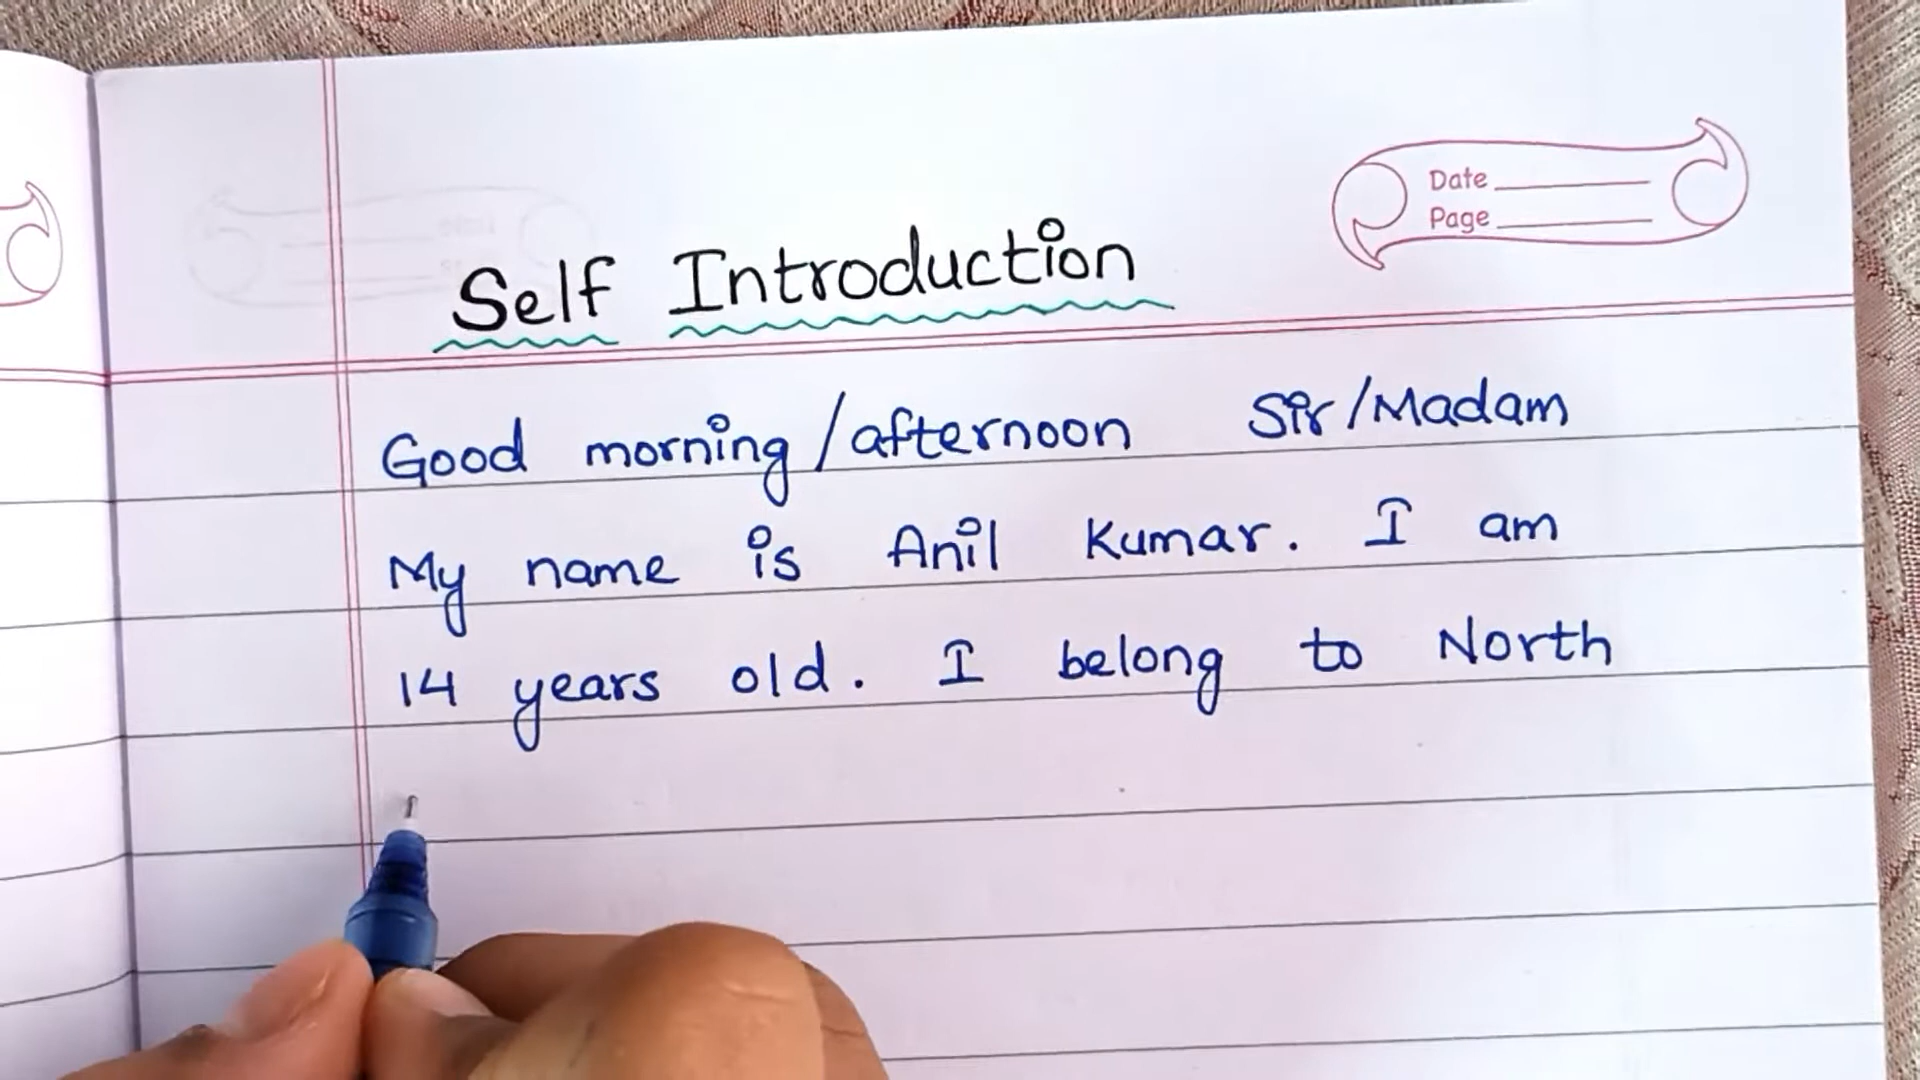 Date
Page
Self Introduction
Good morning/afternoon Sir/Madam
My name is Anil Kumar. I am
14 years old. I belong to North